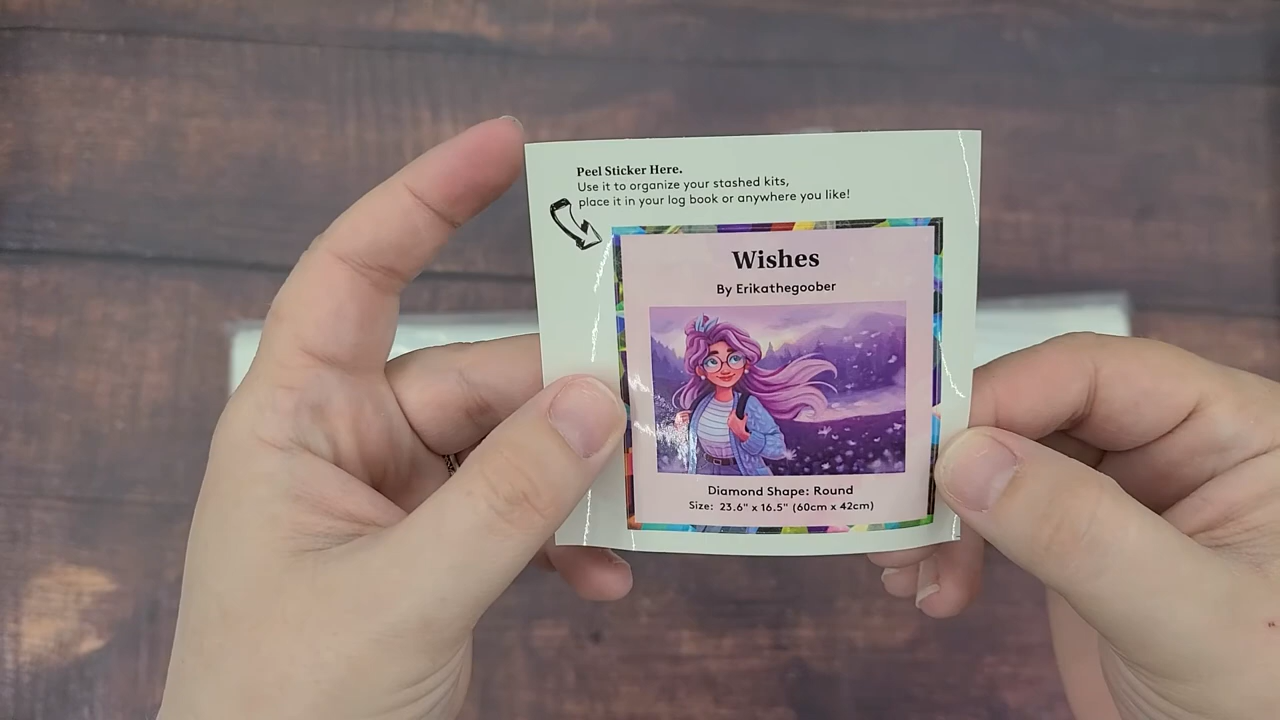 Peel Sticker Here.
Use it to organize your stashed kits,
place it in your log book or anywhere you like!
Wishes
By Erikathegoober
Diamond Shape: Round
Size: 23.6" x 16.5" (60cm x 42cm)